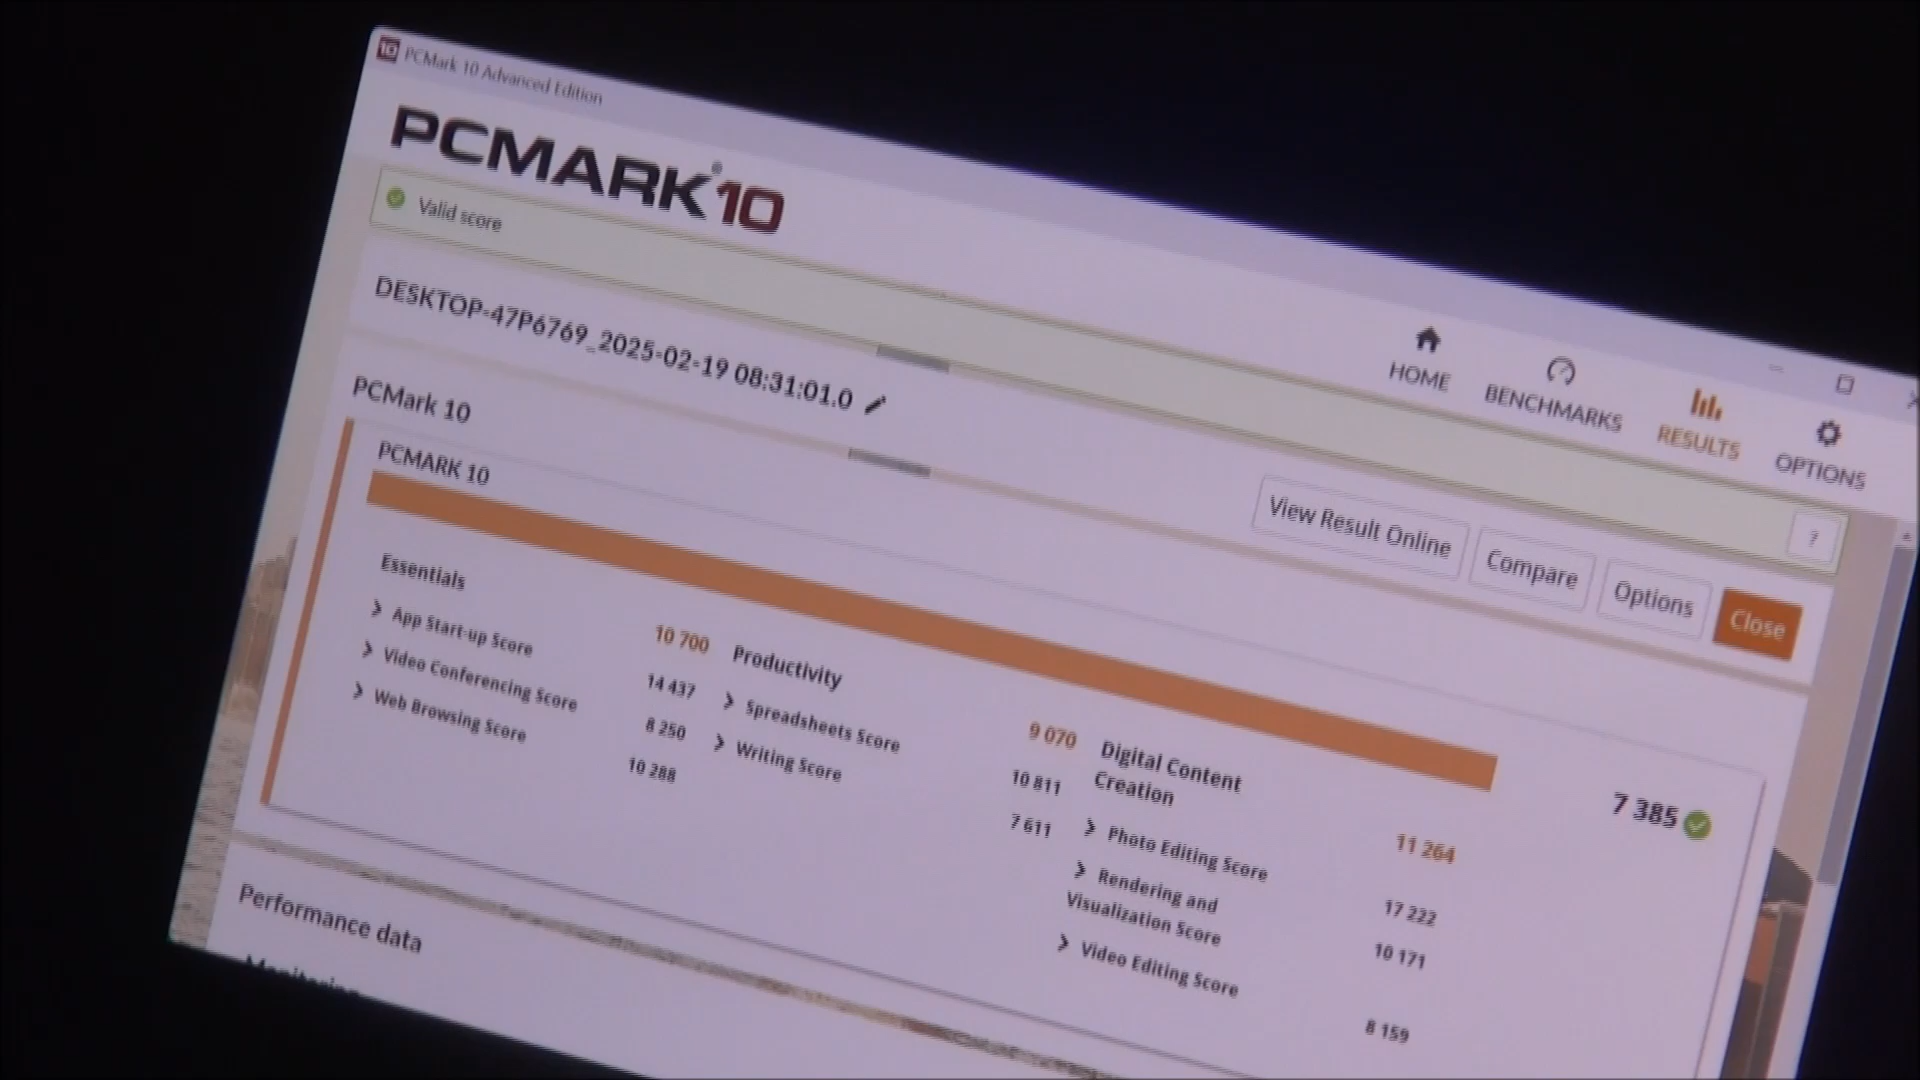 PCMark 10 Advanced Edition
PCMARK®10
HOME
BENCHMARKS
RESULTS
OPTIONS
Valid score
?
DESKTOP-47P6769_2025-02-19 08:31:01.0
View Result Online
Compare
Options
Close
PCMark 10
PCMARK 10
7 385
Essentials 10 700
App Start-up Score 14 437
Video Conferencing Score 8 250
Web Browsing Score 10 288
Productivity 9 070
Spreadsheets Score 10 811
Writing Score 7 611
Digital Content
Creation 11 264
Photo Editing Score 17 222
Rendering and
Visualization Score 10 171
Video Editing Score 8 159
Performance data
Monitoring